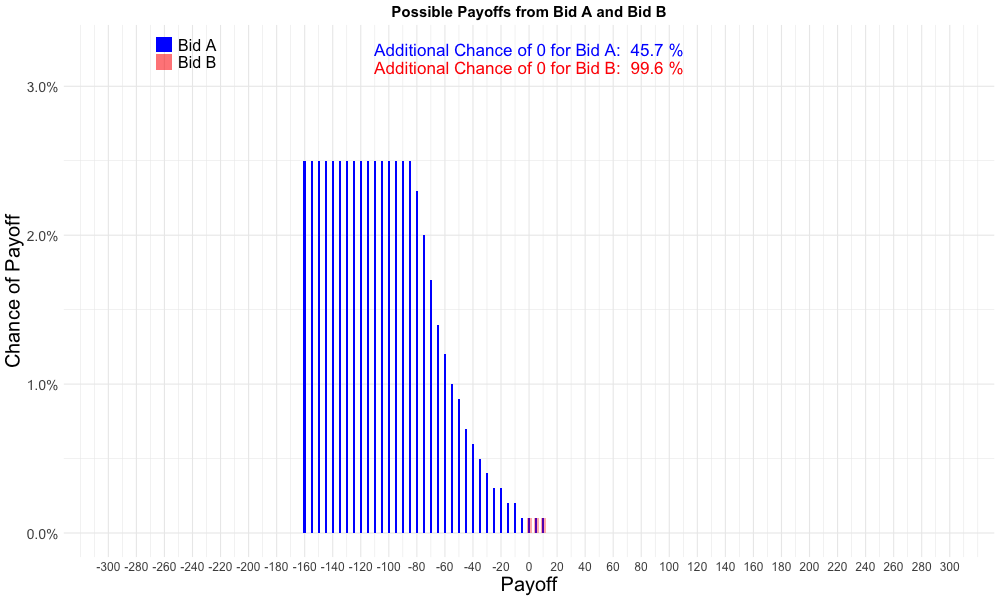 Possible Payoffs from Bid A and Bid B
Bid A
Bid B
Additional Chance of 0 for Bid A: 45.7 %
Additional Chance of 0 for Bid B: 99.6 %
Chance of Payoff
3.0%
2.0%
1.0%
0.0%
-300 -280 -260 -240 -220 -200 -180 -160 -140 -120 -100 -80 -60 -40 -20 0 20 40 60 80 100 120 140 160 180 200 220 240 260 280 300
Payoff